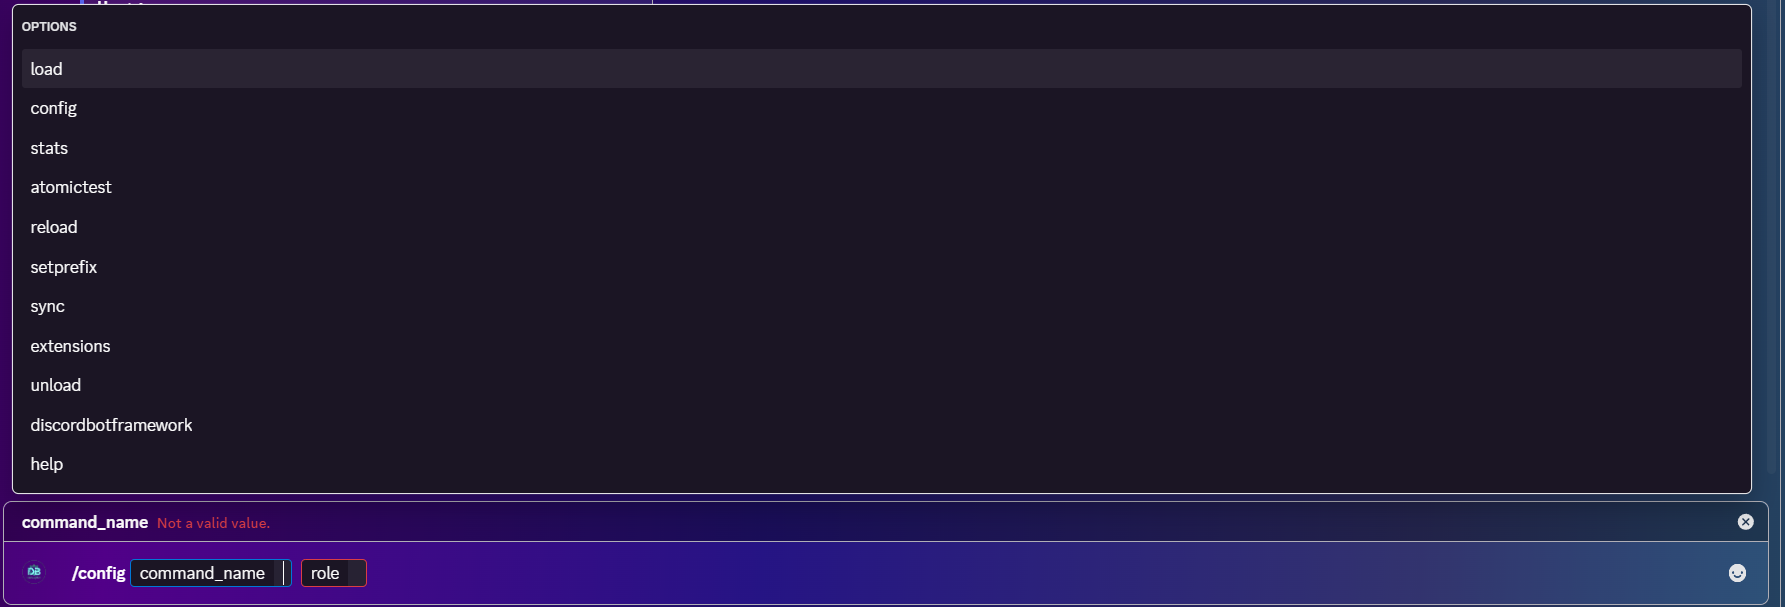 OPTIONS
load
config
stats
atomictest
reload
setprefix
sync
extensions
unload
discordbotframework
help
command_name Not a valid value.
DB /config command_name role